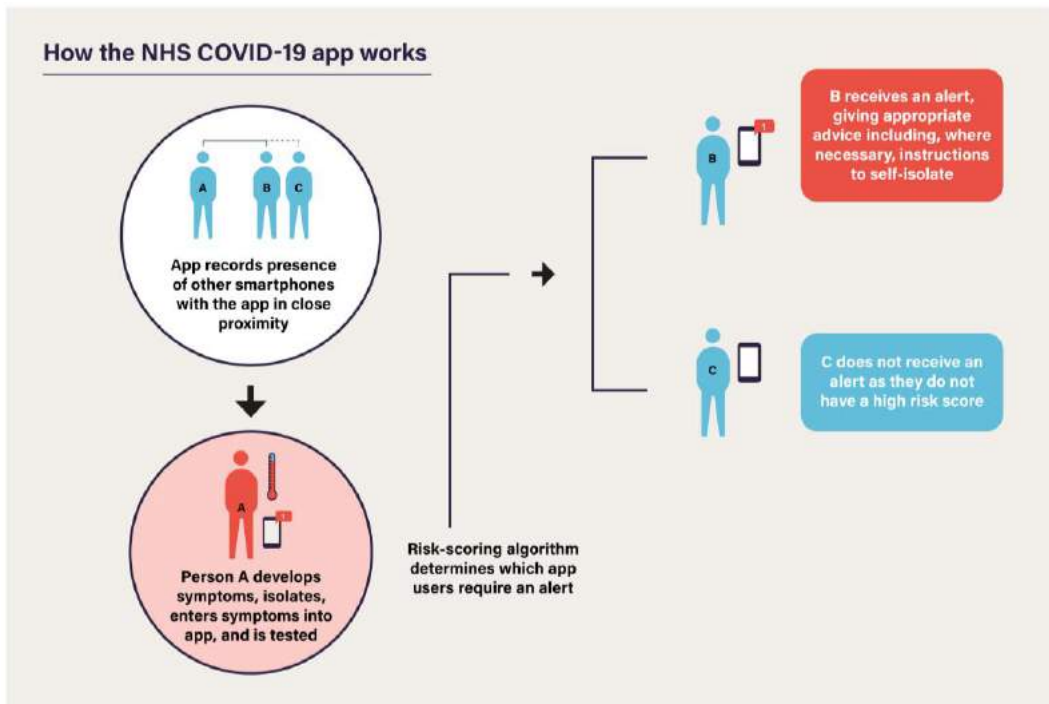 How the NHS COVID-19 app works
A
B
C
App records presence
of other smartphones
with the app in close
proximity
A
1
Person A develops
symptoms, isolates,
enters symptoms into
app, and is tested
Risk-scoring algorithm
determines which app
users require an alert
B
1
B receives an alert,
giving appropriate
advice including, where
necessary, instructions
to self-isolate
C
C does not receive an
alert as they do not
have a high risk score